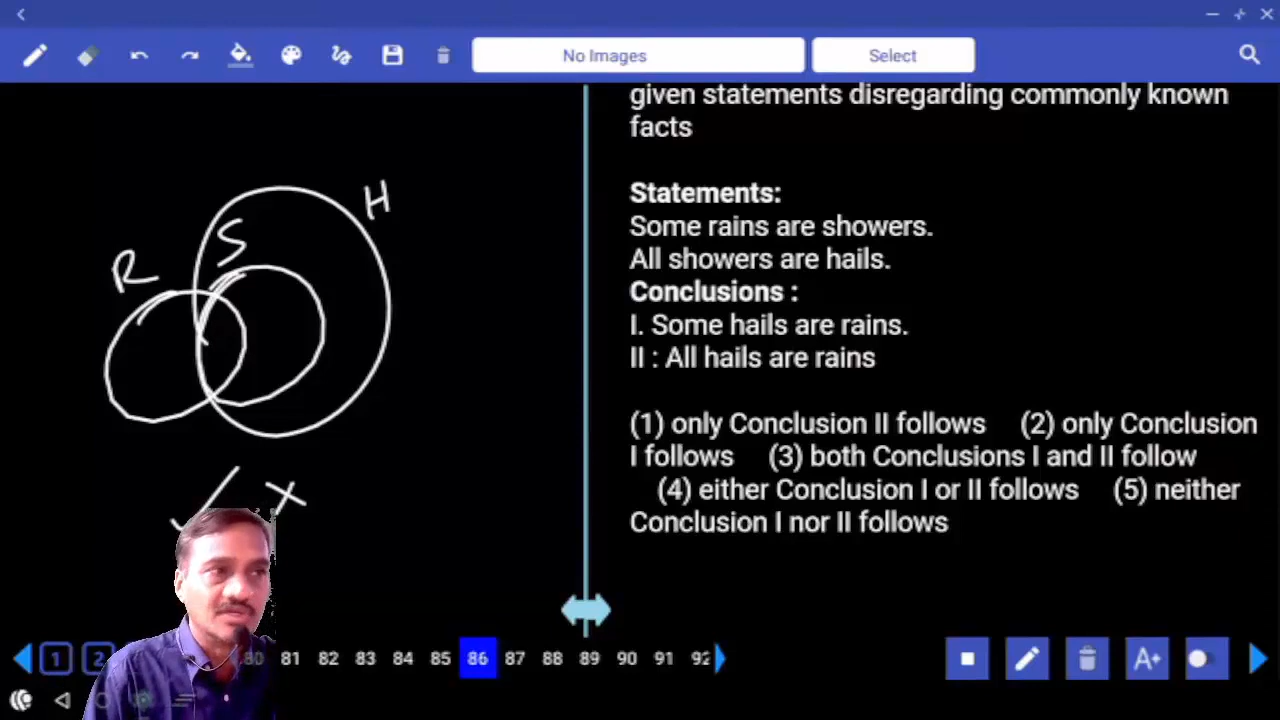 No Images
Select
given statements disregarding commonly known
facts
Statements:
Some rains are showers.
All showers are hails.
Conclusions :
I. Some hails are rains.
II : All hails are rains
(1) only Conclusion II follows (2) only Conclusion
I follows (3) both Conclusions I and II follow
(4) either Conclusion I or II follows (5) neither
Conclusion I nor II follows
H
S
R
1 2 80 81 82 83 84 85 86 87 88 89 90 91 92
A+